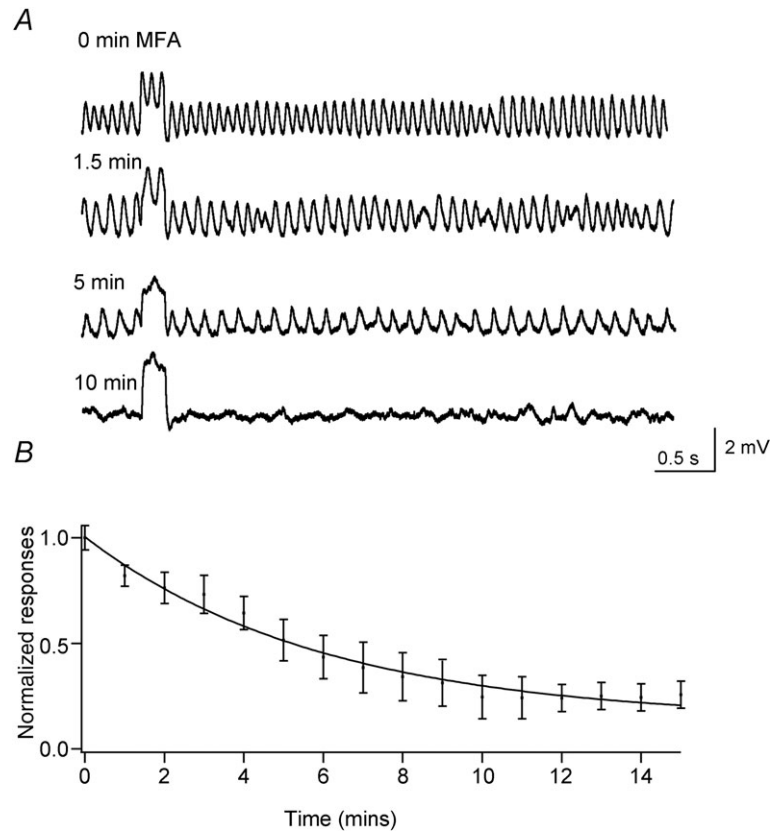 A
0 min MFA
1.5 min
5 min
10 min
2 mV
0.5 s
B
Normalized responses
1.0
0.5
0.0
0 2 4 6 8 10 12 14
Time (mins)